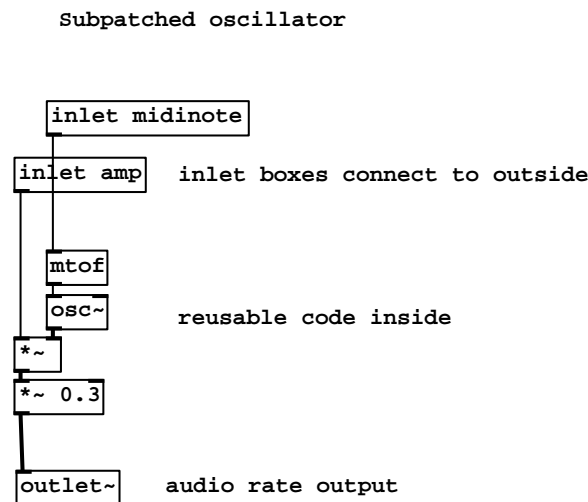 Subpatched oscillator
inlet midinote
inlet amp
inlet boxes connect to outside
mtof
osc~
reusable code inside
*~
*~ 0.3
outlet~
audio rate output